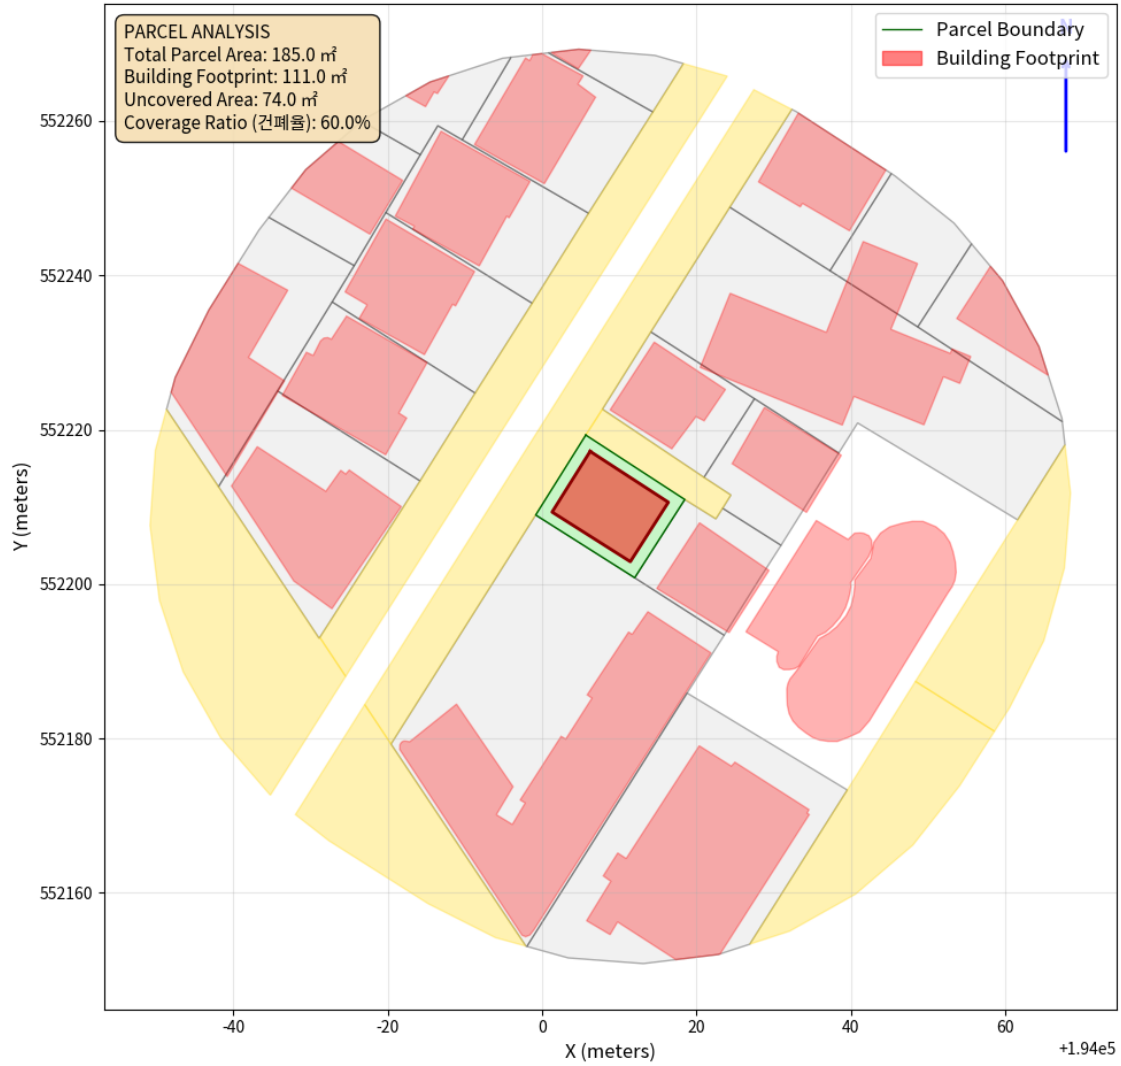 PARCEL ANALYSIS
Total Parcel Area: 185.0 ㎡
Building Footprint: 111.0 ㎡
Uncovered Area: 74.0 ㎡
Coverage Ratio (건폐율): 60.0%
Parcel Boundary
Building Footprint
N
552260
552240
552220
552200
552180
552160
Y (meters)
-40
-20
0
20
40
60
X (meters)
+1.94e5